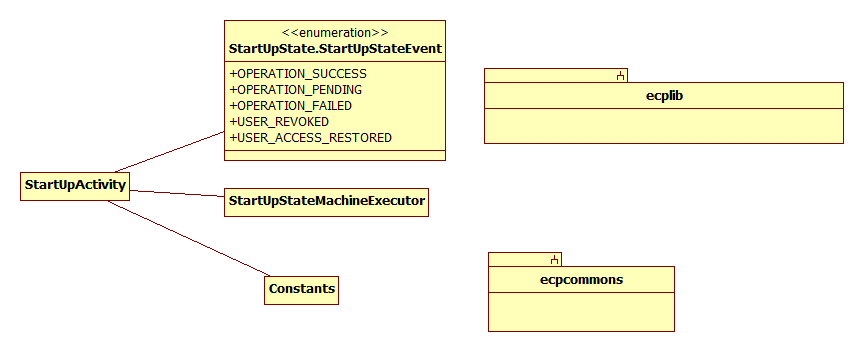 <<enumeration>>
StartUpState.StartUpStateEvent
+OPERATION_SUCCESS
+OPERATION_PENDING
+OPERATION_FAILED
+USER_REVOKED
+USER_ACCESS_RESTORED
ecplib
StartUpActivity
StartUpStateMachineExecutor
Constants
ecpcommons